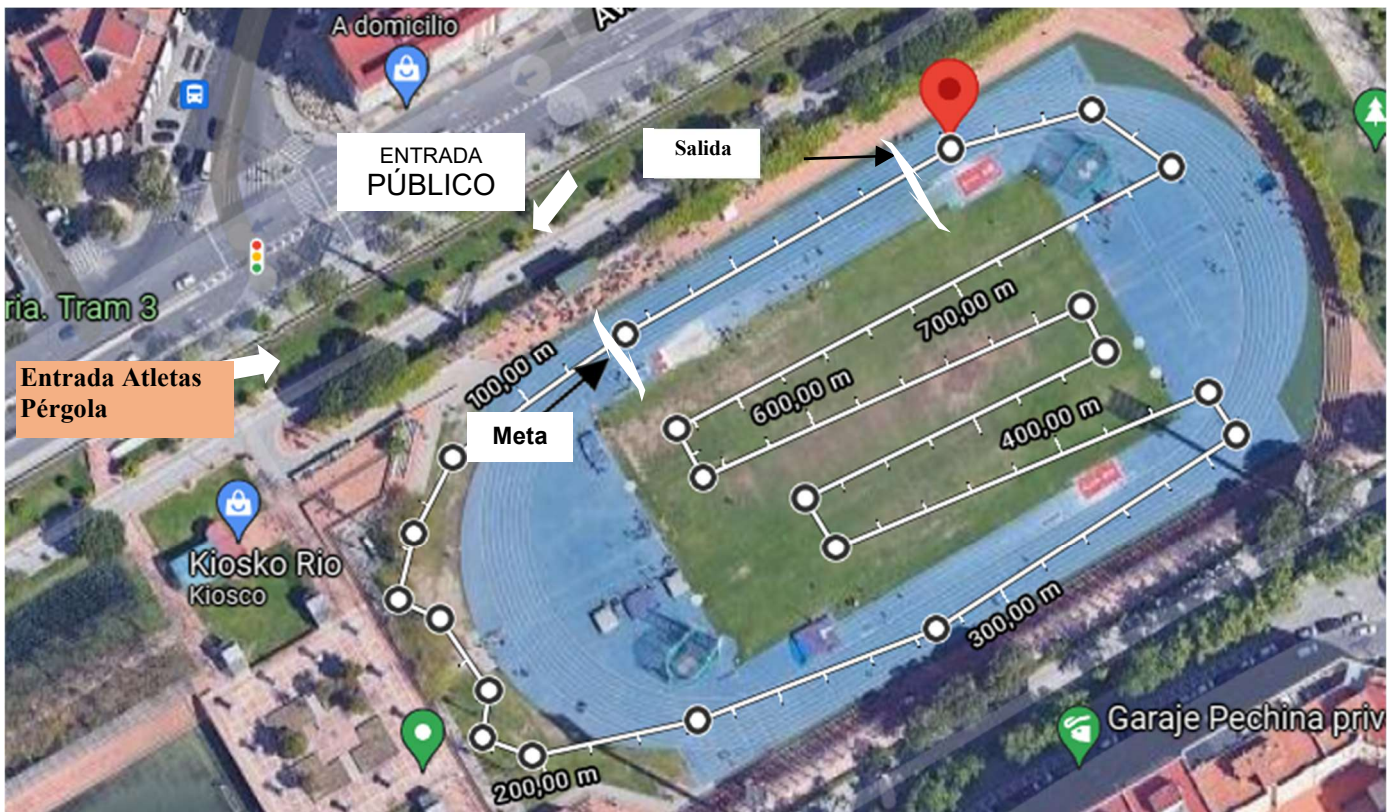 A domicilio
Av
ENTRADA
PÚBLICO
Salida
ria. Tram 3
Entrada Atletas
Pérgola
100,00 m
Meta
700,00 m
600,00 m
400,00 m
Kiosko Rio
Kiosco
300,00 m
Garaje Pechina priv
200,00 m